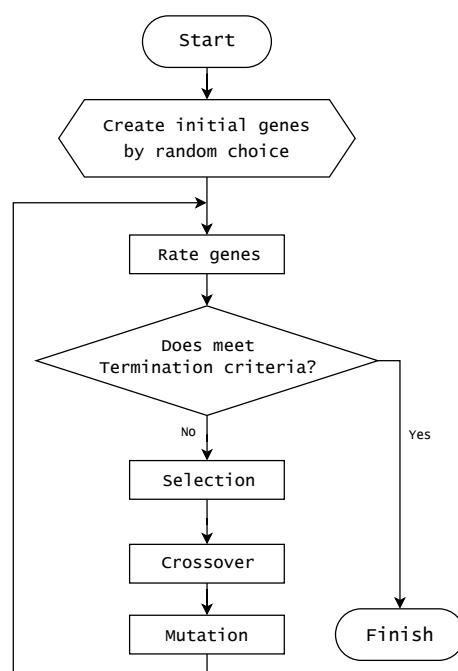 Start
Create initial genes
by random choice
Rate genes
Does meet
Termination criteria?
No
Yes
Selection
Crossover
Mutation
Finish